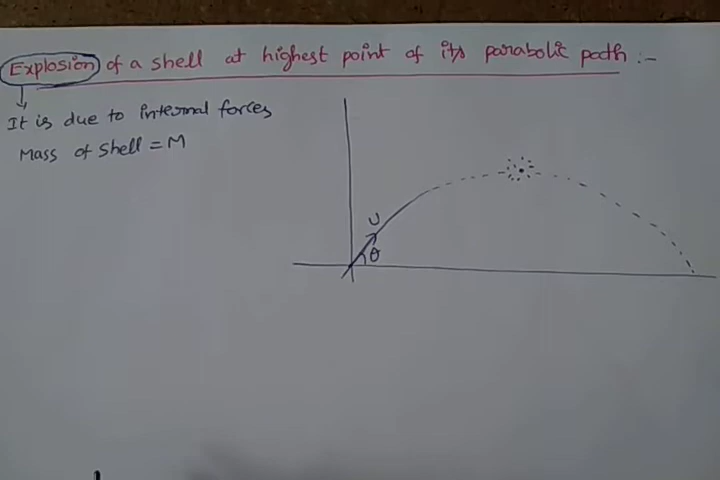 Explosion of a shell at highest point of its parabolic path :-
It is due to internal forces
Mass of shell = M
U
θ